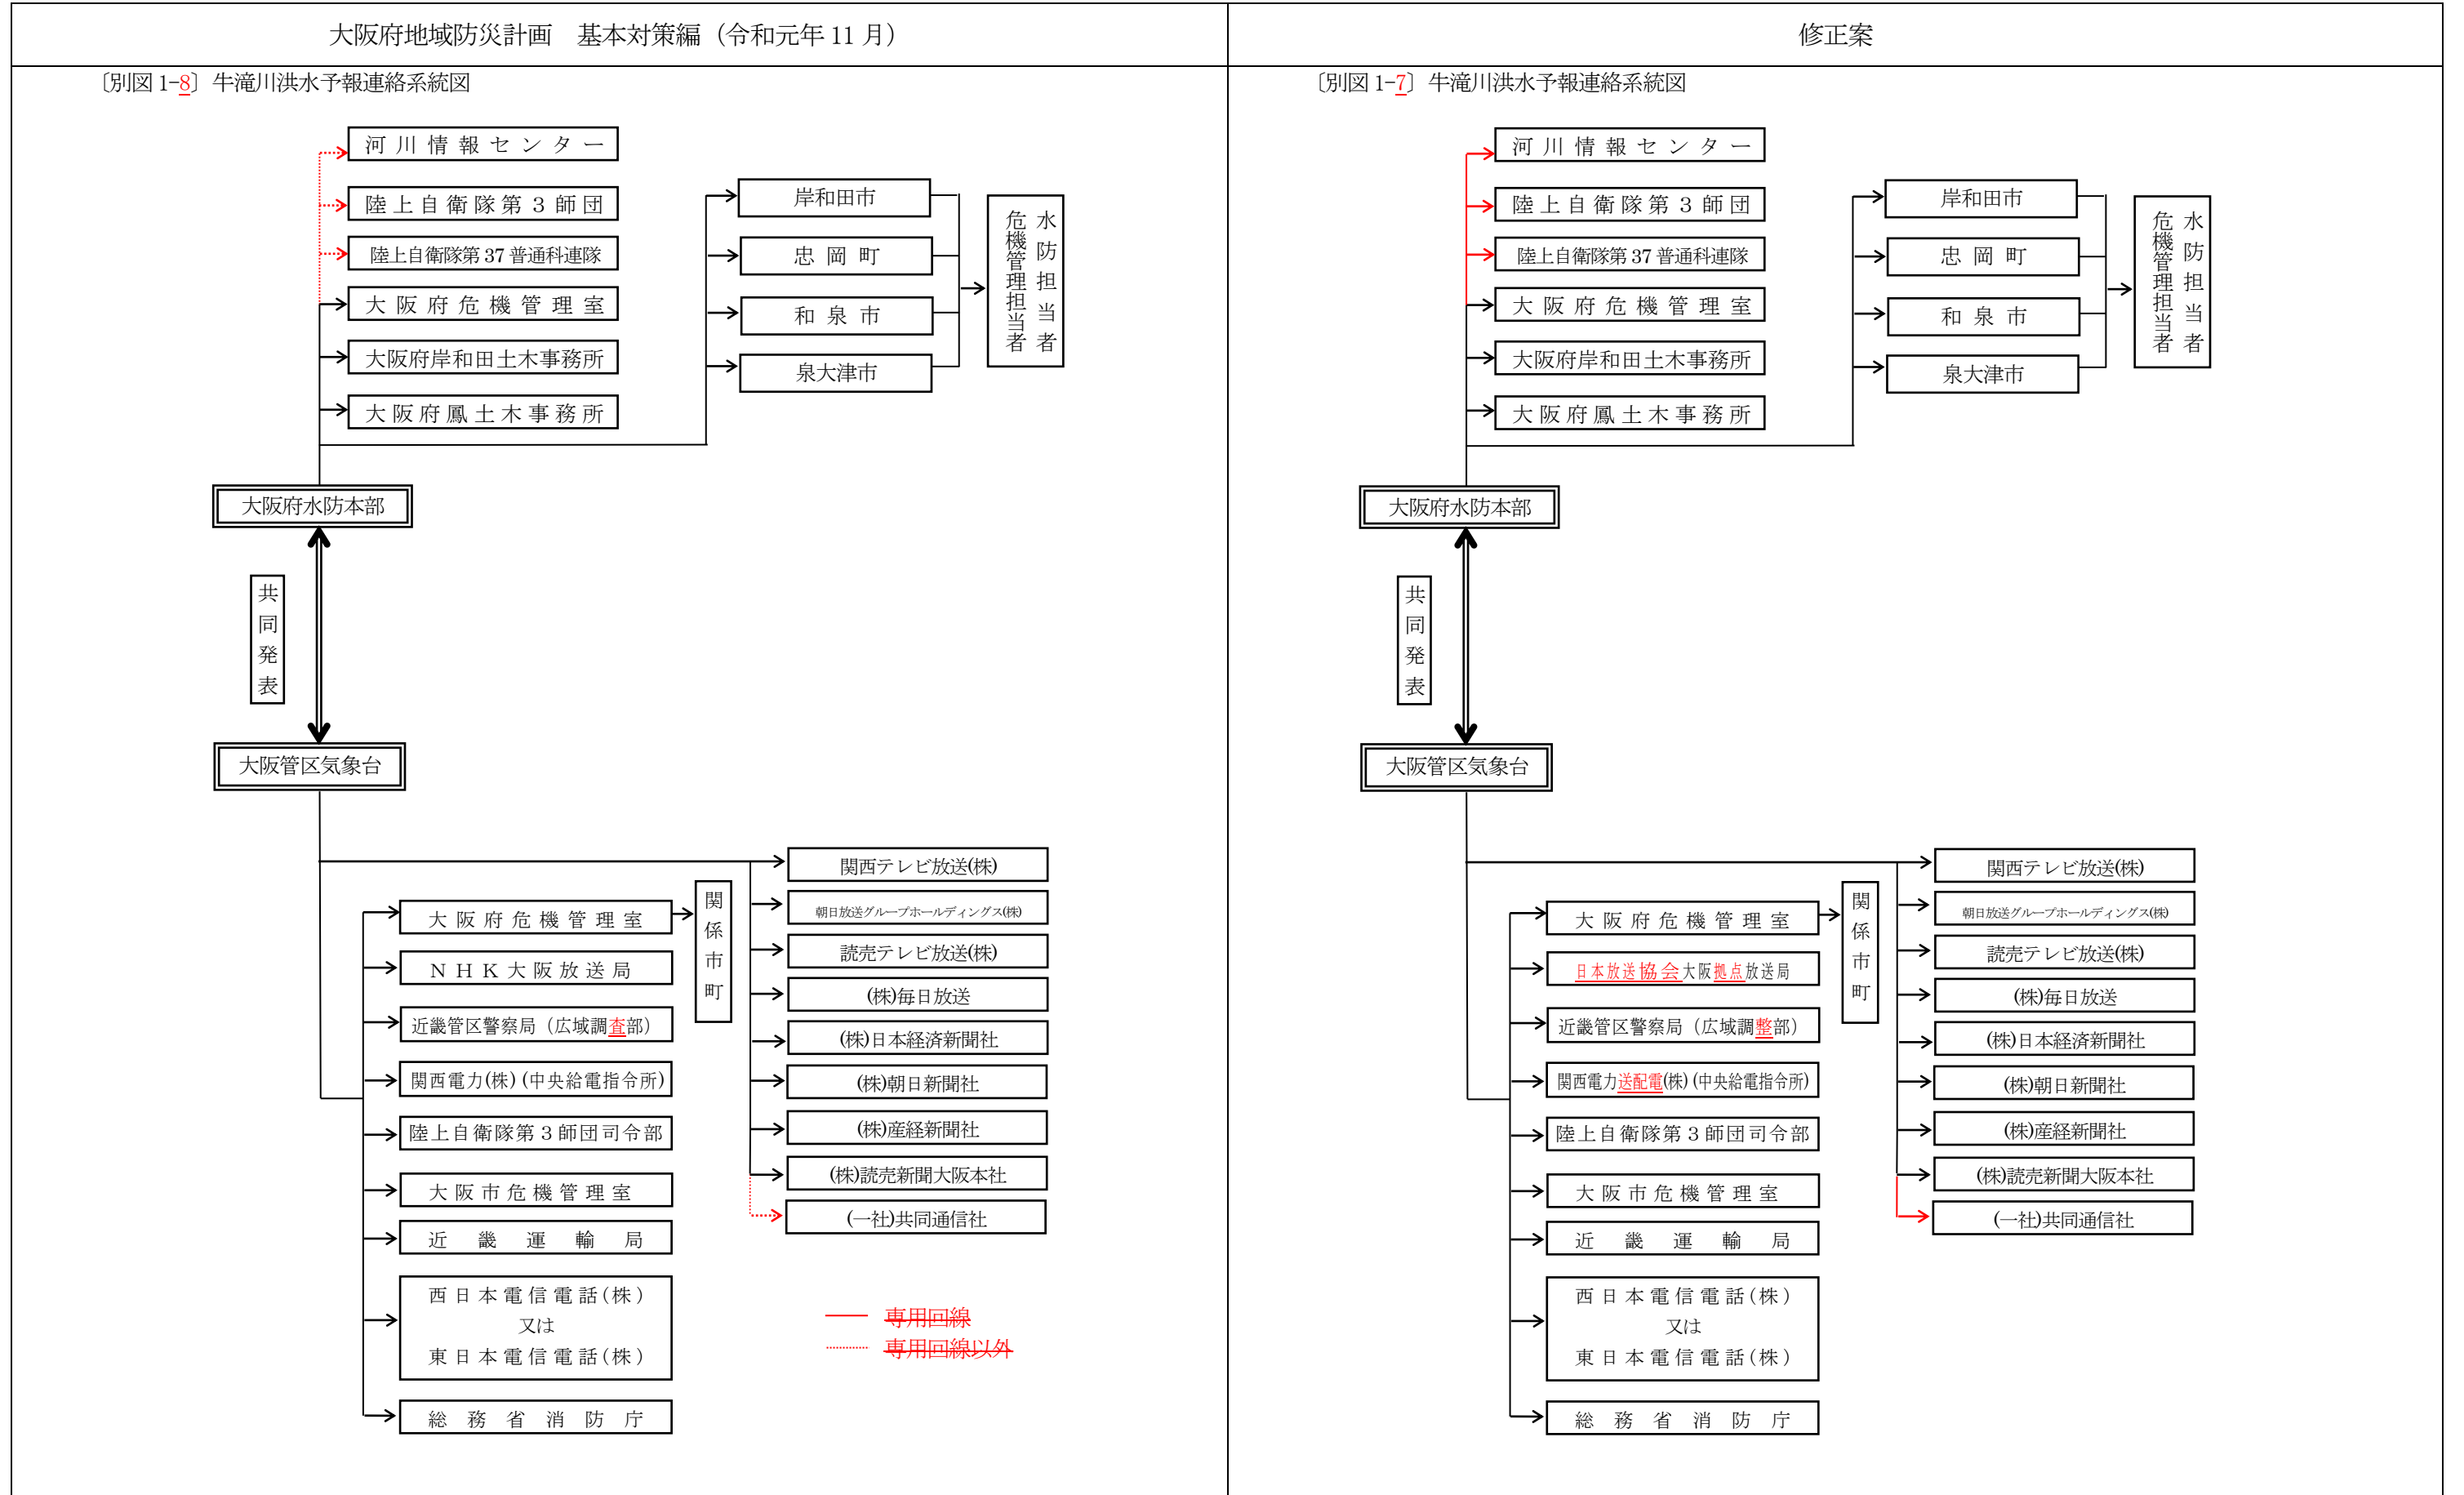 大阪府地域防災計画　基本対策編（令和元年 11 月）
〔別図 1-8〕牛滝川洪水予報連絡系統図
河川情報センター
陸上自衛隊第３師団
陸上自衛隊第 37 普通科連隊
大阪府危機管理室
大阪府岸和田土木事務所
大阪府鳳土木事務所
岸和田市
忠岡町
和泉市
泉大津市
水防担当者
危機管理担当者
大阪府水防本部
共同発表
大阪管区気象台
大阪府危機管理室
ＮＨＫ大阪放送局
近畿管区警察局（広域調査部）
関西電力(株) (中央給電指令所)
陸上自衛隊第３師団司令部
大阪市危機管理室
近畿運輸局
西日本電信電話(株)
又は
東日本電信電話(株)
総務省消防庁
関係市町
関西テレビ放送(株)
朝日放送グループホールディングス(株)
読売テレビ放送(株)
(株)毎日放送
(株)日本経済新聞社
(株)朝日新聞社
(株)産経新聞社
(株)読売新聞大阪本社
(一社)共同通信社
専用回線
専用回線以外
修正案
〔別図 1-7〕牛滝川洪水予報連絡系統図
河川情報センター
陸上自衛隊第３師団
陸上自衛隊第 37 普通科連隊
大阪府危機管理室
大阪府岸和田土木事務所
大阪府鳳土木事務所
岸和田市
忠岡町
和泉市
泉大津市
水防担当者
危機管理担当者
大阪府水防本部
共同発表
大阪管区気象台
大阪府危機管理室
日本放送協会大阪拠点放送局
近畿管区警察局（広域調整部）
関西電力送配電(株) (中央給電指令所)
陸上自衛隊第３師団司令部
大阪市危機管理室
近畿運輸局
西日本電信電話(株)
又は
東日本電信電話(株)
総務省消防庁
関係市町
関西テレビ放送(株)
朝日放送グループホールディングス(株)
読売テレビ放送(株)
(株)毎日放送
(株)日本経済新聞社
(株)朝日新聞社
(株)産経新聞社
(株)読売新聞大阪本社
(一社)共同通信社